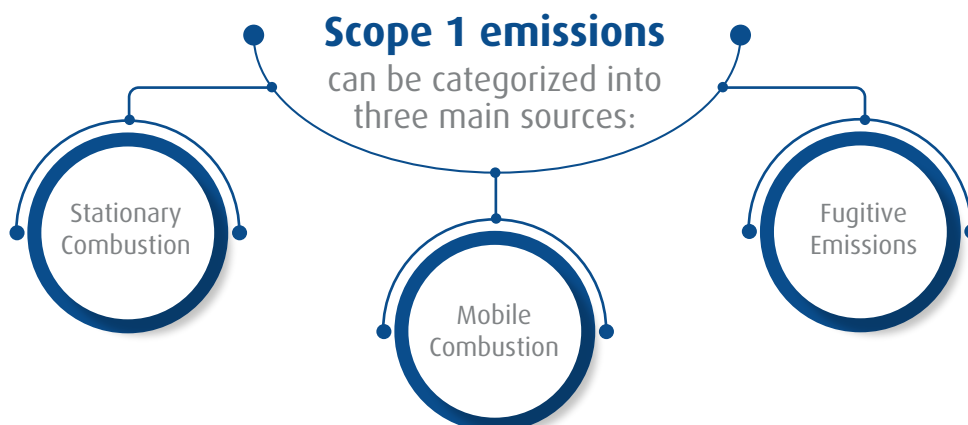 Scope 1 emissions
can be categorized into
three main sources:
Stationary
Combustion
Mobile
Combustion
Fugitive
Emissions